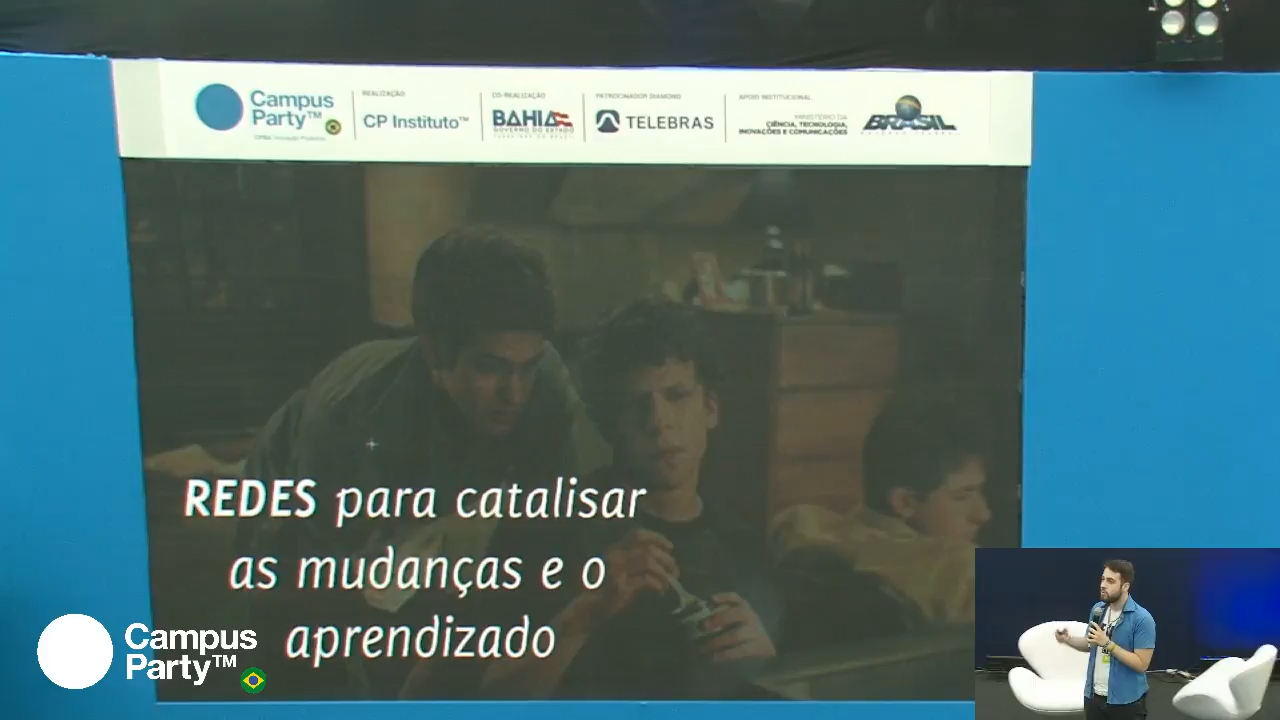 Campus
Party™
REALIZAÇÃO
CP Instituto™
CO-REALIZAÇÃO
BAHIA
GOVERNO DO ESTADO
PATROCINADOR DIAMOND
TELEBRAS
APOIO INSTITUCIONAL
MINISTÉRIO DA
CIÊNCIA, TECNOLOGIA,
INOVAÇÕES E COMUNICAÇÕES
BRASIL
REDES para catalisar
as mudanças e o
aprendizado
Campus
Party™